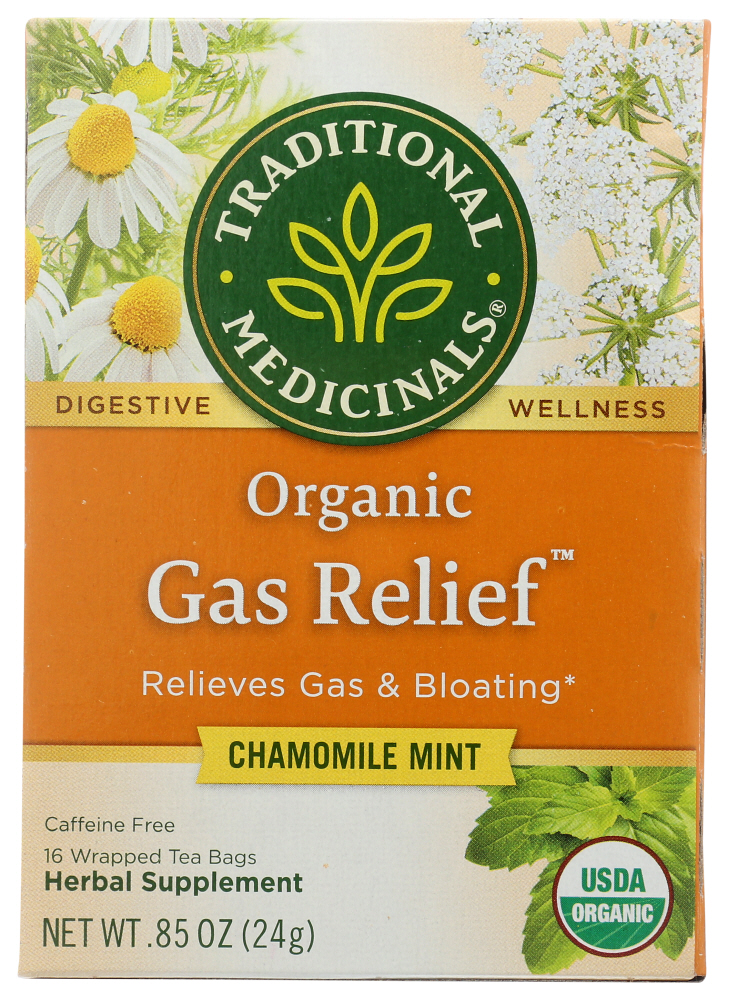 TRADITIONAL
MEDICINALS®
DIGESTIVE WELLNESS
Organic
Gas Relief™
Relieves Gas & Bloating*
CHAMOMILE MINT
Caffeine Free
16 Wrapped Tea Bags
Herbal Supplement
NET WT .85 OZ (24g)
USDA
ORGANIC